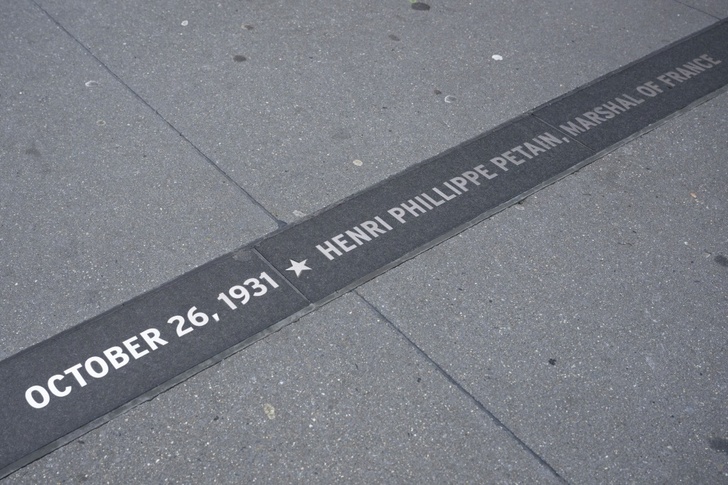 OCTOBER 26, 1931 ★ HENRI PHILLIPPE PETAIN, MARSHAL OF FRANCE